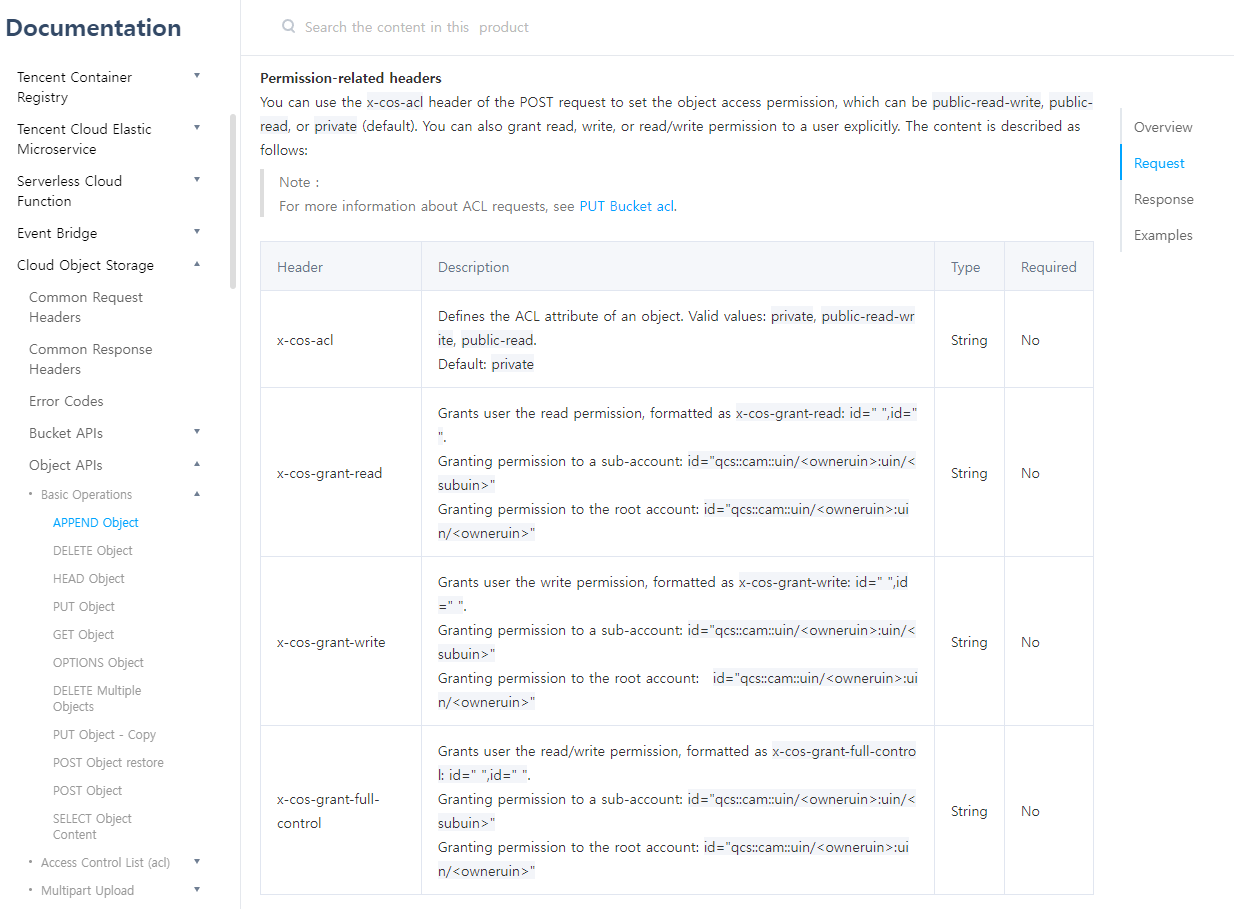 Documentation
Search the content in this product
Tencent Container
Registry
Tencent Cloud Elastic
Microservice
Serverless Cloud
Function
Event Bridge
Cloud Object Storage
Common Request
Headers
Common Response
Headers
Error Codes
Bucket APIs
Object APIs
• Basic Operations
APPEND Object
DELETE Object
HEAD Object
PUT Object
GET Object
OPTIONS Object
DELETE Multiple
Objects
PUT Object - Copy
POST Object restore
POST Object
SELECT Object
Content
• Access Control List (acl)
• Multipart Upload
Permission-related headers
You can use the x-cos-acl header of the POST request to set the object access permission, which can be public-read-write, public-
read, or private (default). You can also grant read, write, or read/write permission to a user explicitly. The content is described as
follows:
Note :
For more information about ACL requests, see PUT Bucket acl.
Header Description Type Required
x-cos-acl
Defines the ACL attribute of an object. Valid values: private, public-read-wr
ite, public-read.
Default: private
String
No
x-cos-grant-read
Grants user the read permission, formatted as x-cos-grant-read: id=" ",id="
".
Granting permission to a sub-account: id="qcs::cam::uin/<owneruin>:uin/<
subuin>"
Granting permission to the root account: id="qcs::cam::uin/<owneruin>:ui
n/<owneruin>"
String
No
x-cos-grant-write
Grants user the write permission, formatted as x-cos-grant-write: id=" ",id
=" ".
Granting permission to a sub-account: id="qcs::cam::uin/<owneruin>:uin/<
subuin>"
Granting permission to the root account: id="qcs::cam::uin/<owneruin>:ui
n/<owneruin>"
String
No
x-cos-grant-full-
control
Grants user the read/write permission, formatted as x-cos-grant-full-contro
l: id=" ",id=" ".
Granting permission to a sub-account: id="qcs::cam::uin/<owneruin>:uin/<
subuin>"
Granting permission to the root account: id="qcs::cam::uin/<owneruin>:ui
n/<owneruin>"
String
No
Overview
Request
Response
Examples